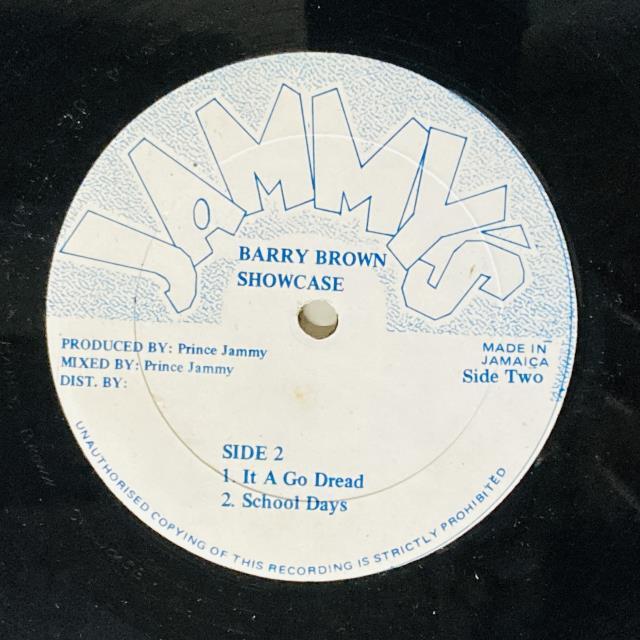 JAMMYS
BARRY BROWN
SHOWCASE
PRODUCED BY: Prince Jammy
MIXED BY: Prince Jammy
DIST. BY:
MADE IN
JAMAICA
Side Two
SIDE 2
1. It A Go Dread
2. School Days
UNAUTHORISED COPYING OF THIS RECORDING IS STRICTLY PROHIBITED